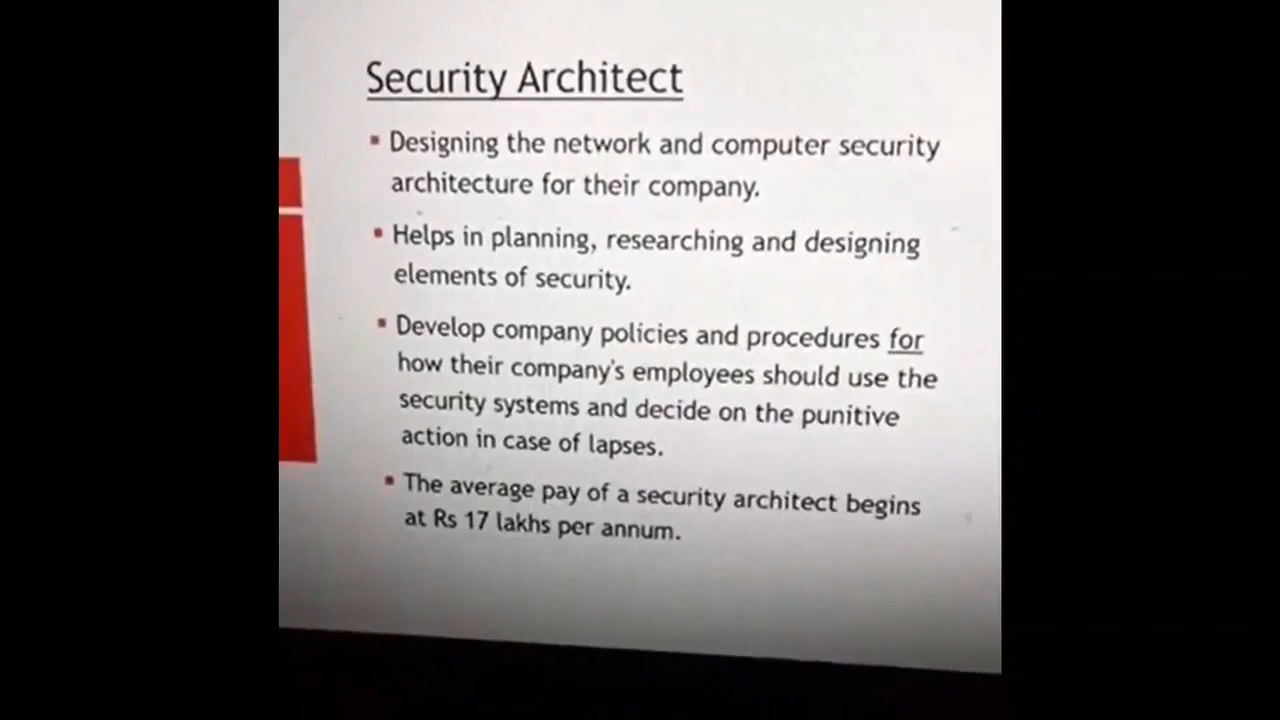 Security Architect
▪ Designing the network and computer security
architecture for their company.
▪ Helps in planning, researching and designing
elements of security.
▪ Develop company policies and procedures for
how their company's employees should use the
security systems and decide on the punitive
action in case of lapses.
▪ The average pay of a security architect begins
at Rs 17 lakhs per annum.